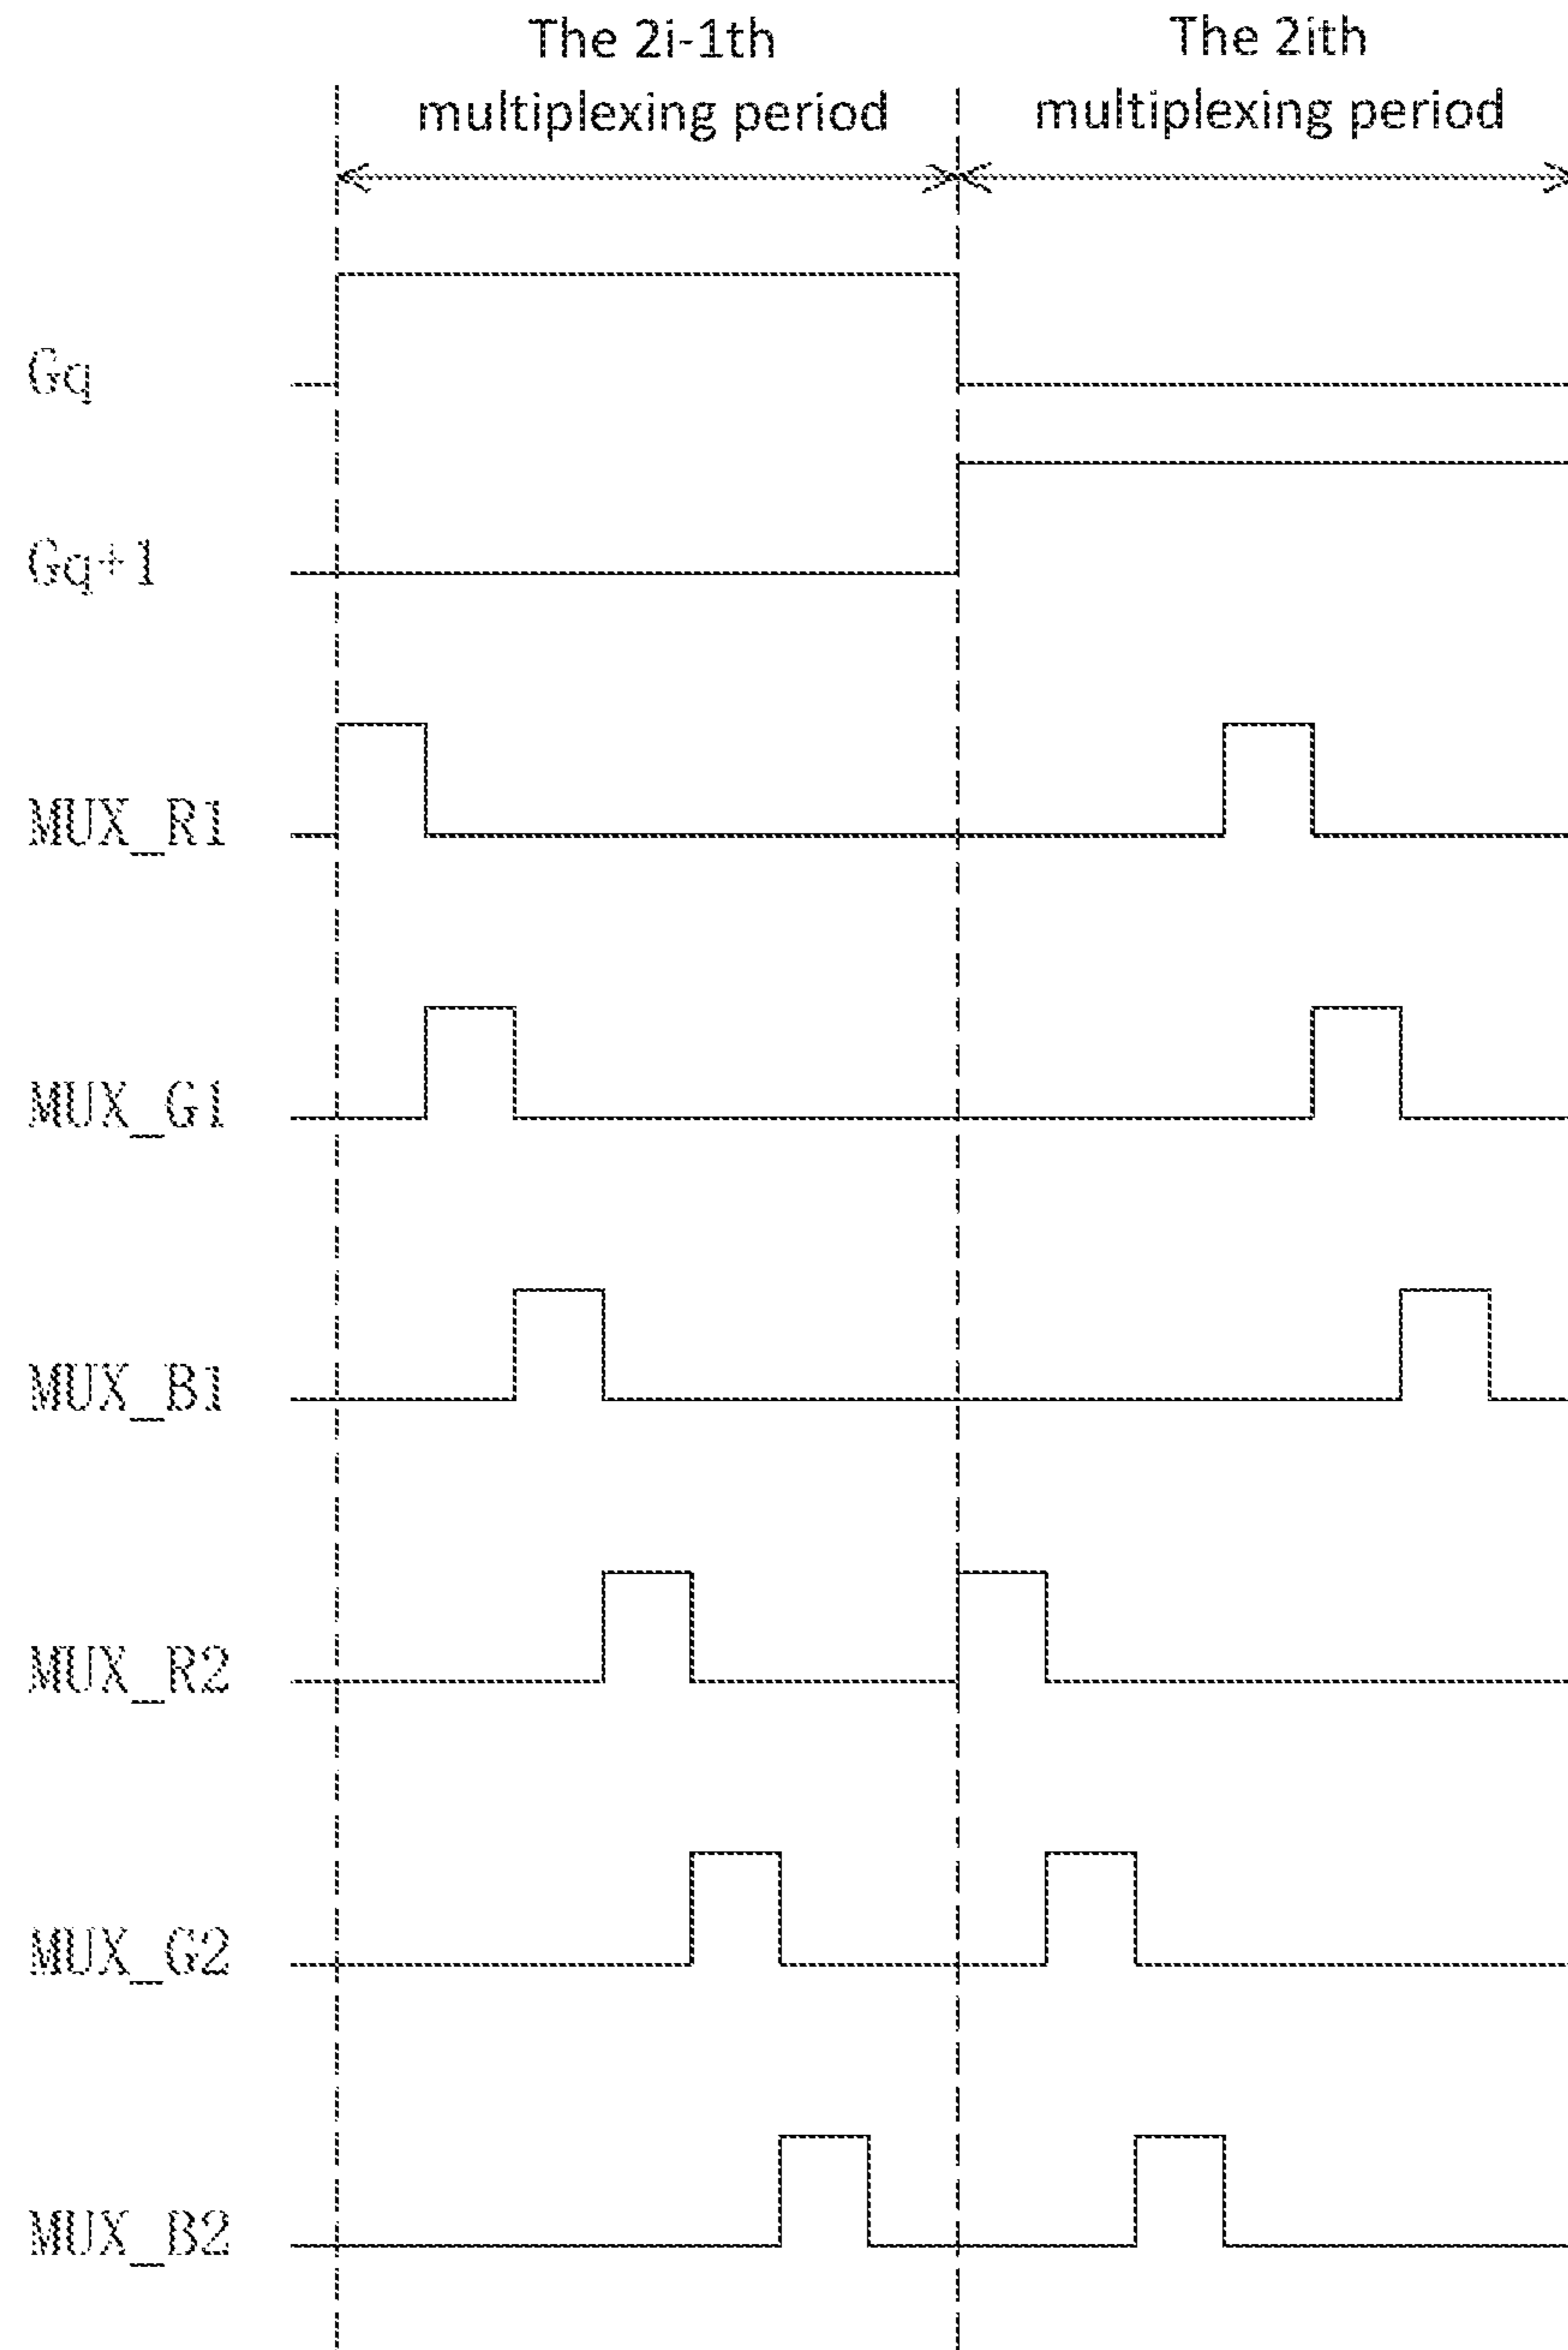 The 2i-1th
multiplexing period
The 2ith
multiplexing period
Gq
Gq+1
MUX_R1
MUX_G1
MUX_B1
MUX_R2
MUX_G2
MUX_B2